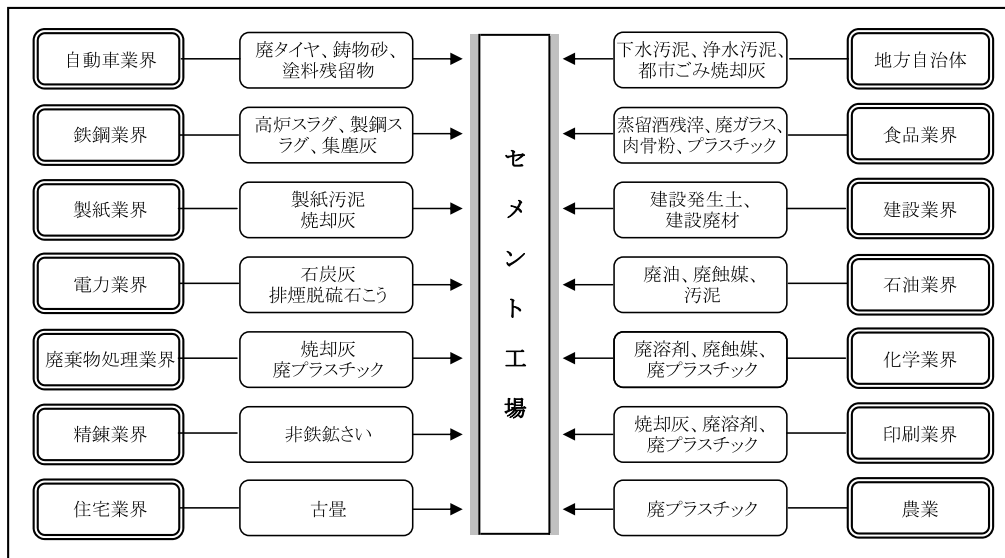 自動車業界
廃タイヤ、鋳物砂、
塗料残留物
下水汚泥、浄水汚泥、
都市ごみ焼却灰
地方自治体
鉄鋼業界
高炉スラグ、製鋼ス
ラグ、集塵灰
蒸留酒残滓、廃ガラス、
肉骨粉、プラスチック
食品業界
製紙業界
製紙汚泥
焼却灰
建設発生土、
建設廃材
建設業界
電力業界
石炭灰
排煙脱硫石こう
廃油、廃蝕媒、
汚泥
石油業界
廃棄物処理業界
焼却灰
廃プラスチック
廃溶剤、廃蝕媒、
廃プラスチック
化学業界
精錬業界
非鉄鉱さい
焼却灰、廃溶剤、
廃プラスチック
印刷業界
住宅業界
古畳
廃プラスチック
農業
セメント工場